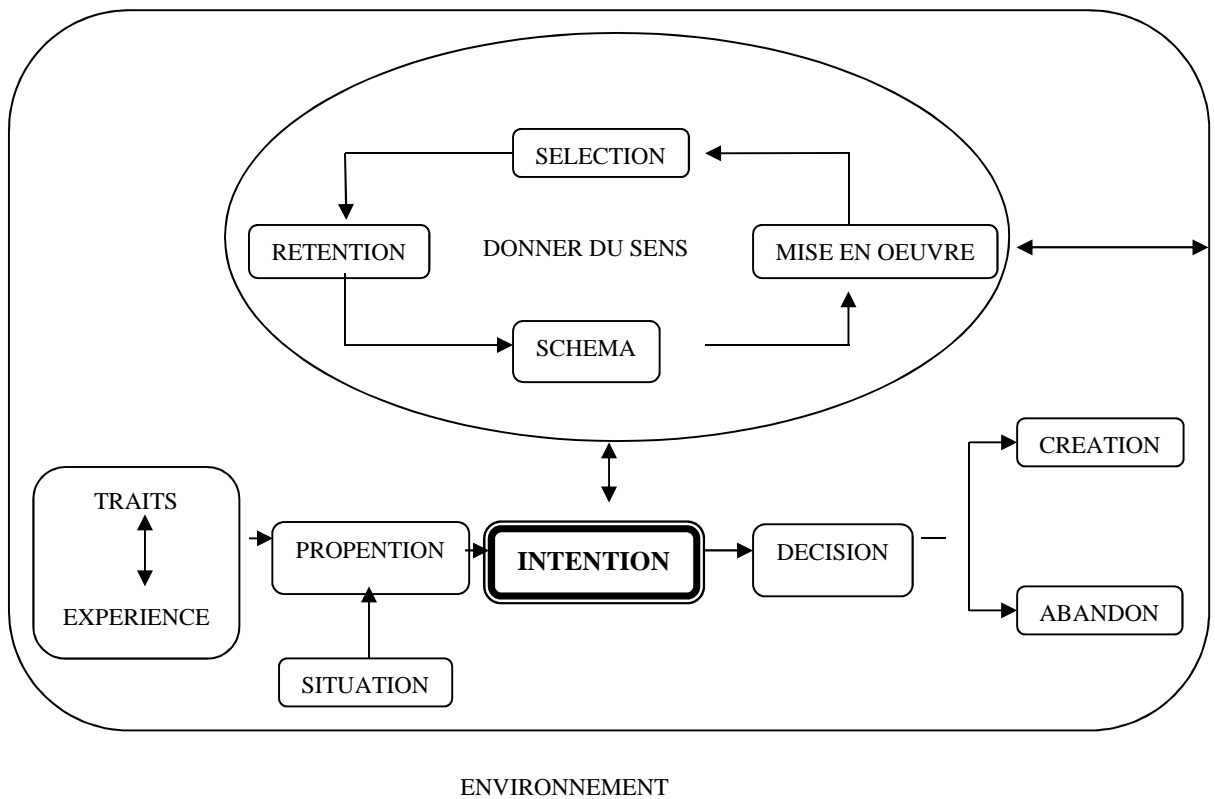 SELECTION
RETENTION
DONNER DU SENS
MISE EN OEUVRE
SCHEMA
CREATION
TRAITS
PROPENTION
INTENTION
DECISION
EXPERIENCE
ABANDON
SITUATION
ENVIRONNEMENT